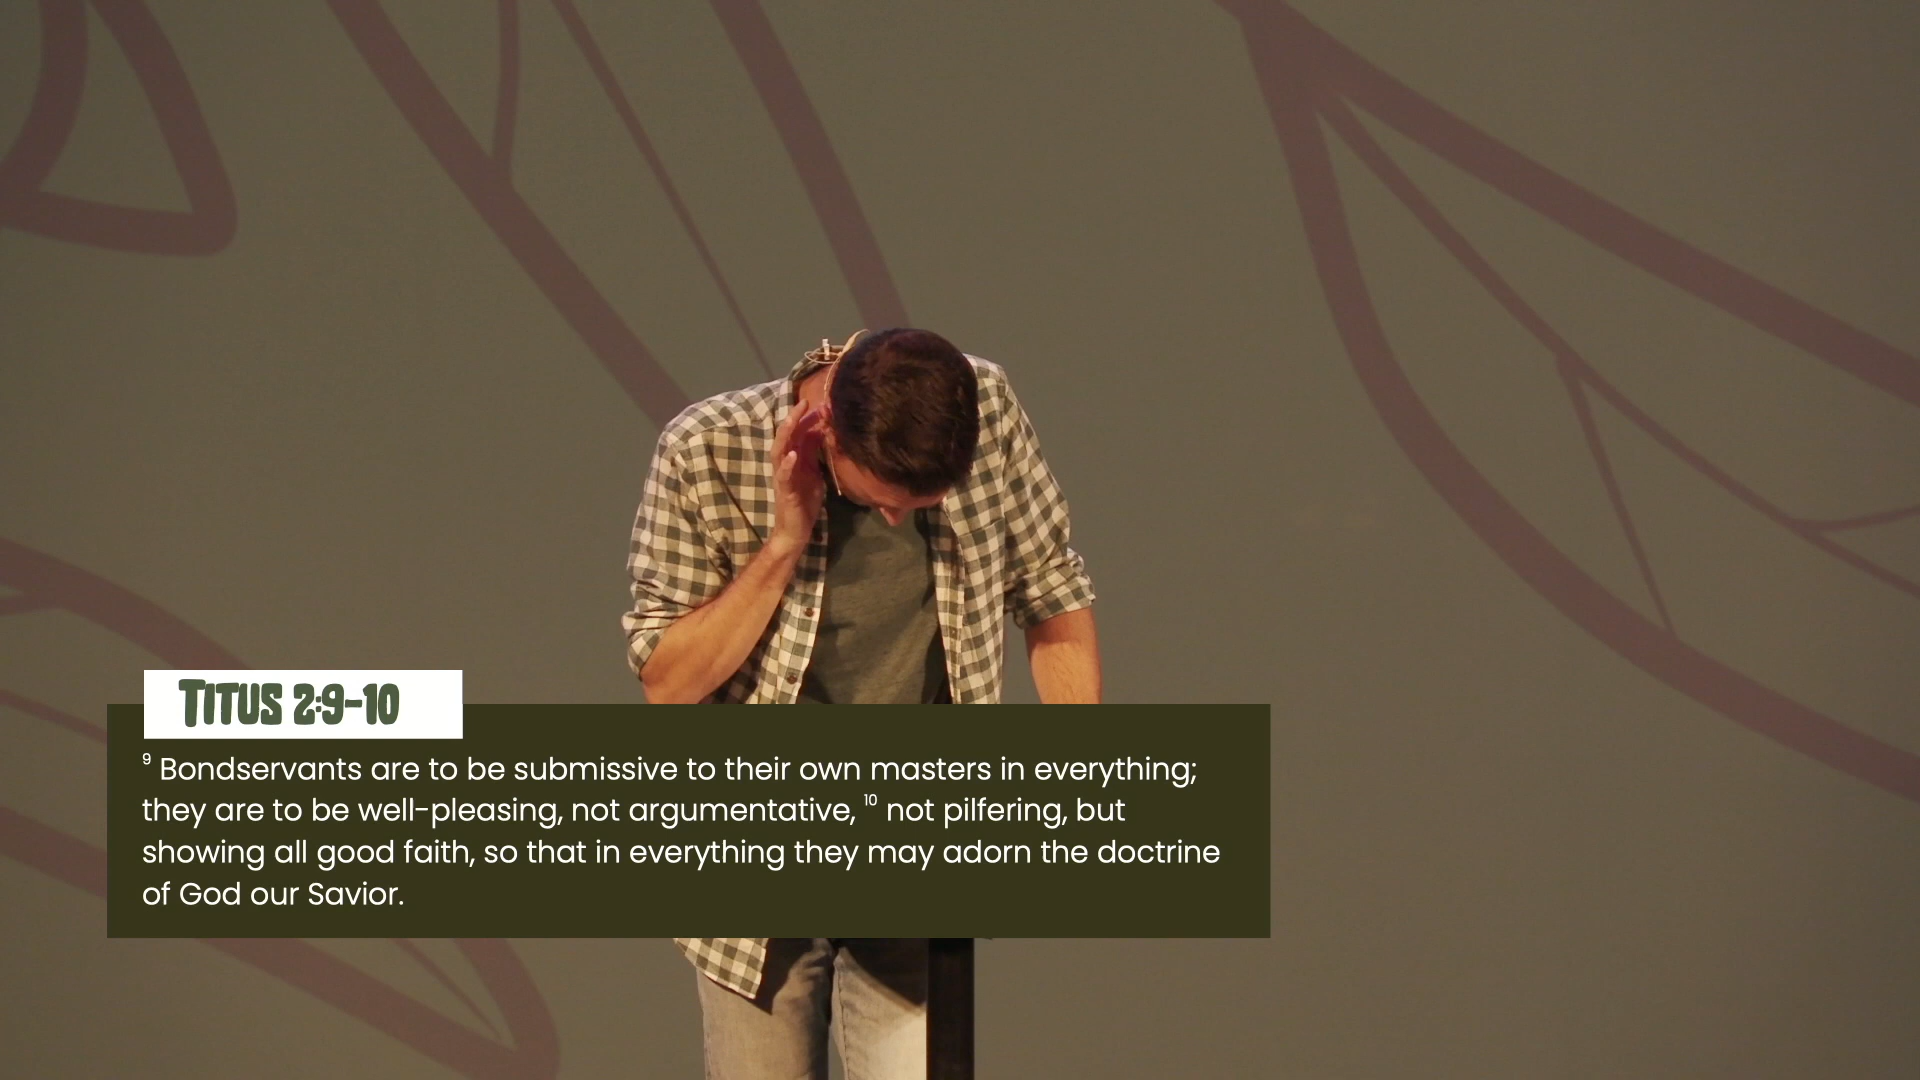 TITUS 2:9-10
⁹ Bondservants are to be submissive to their own masters in everything;
they are to be well-pleasing, not argumentative, ¹⁰ not pilfering, but
showing all good faith, so that in everything they may adorn the doctrine
of God our Savior.